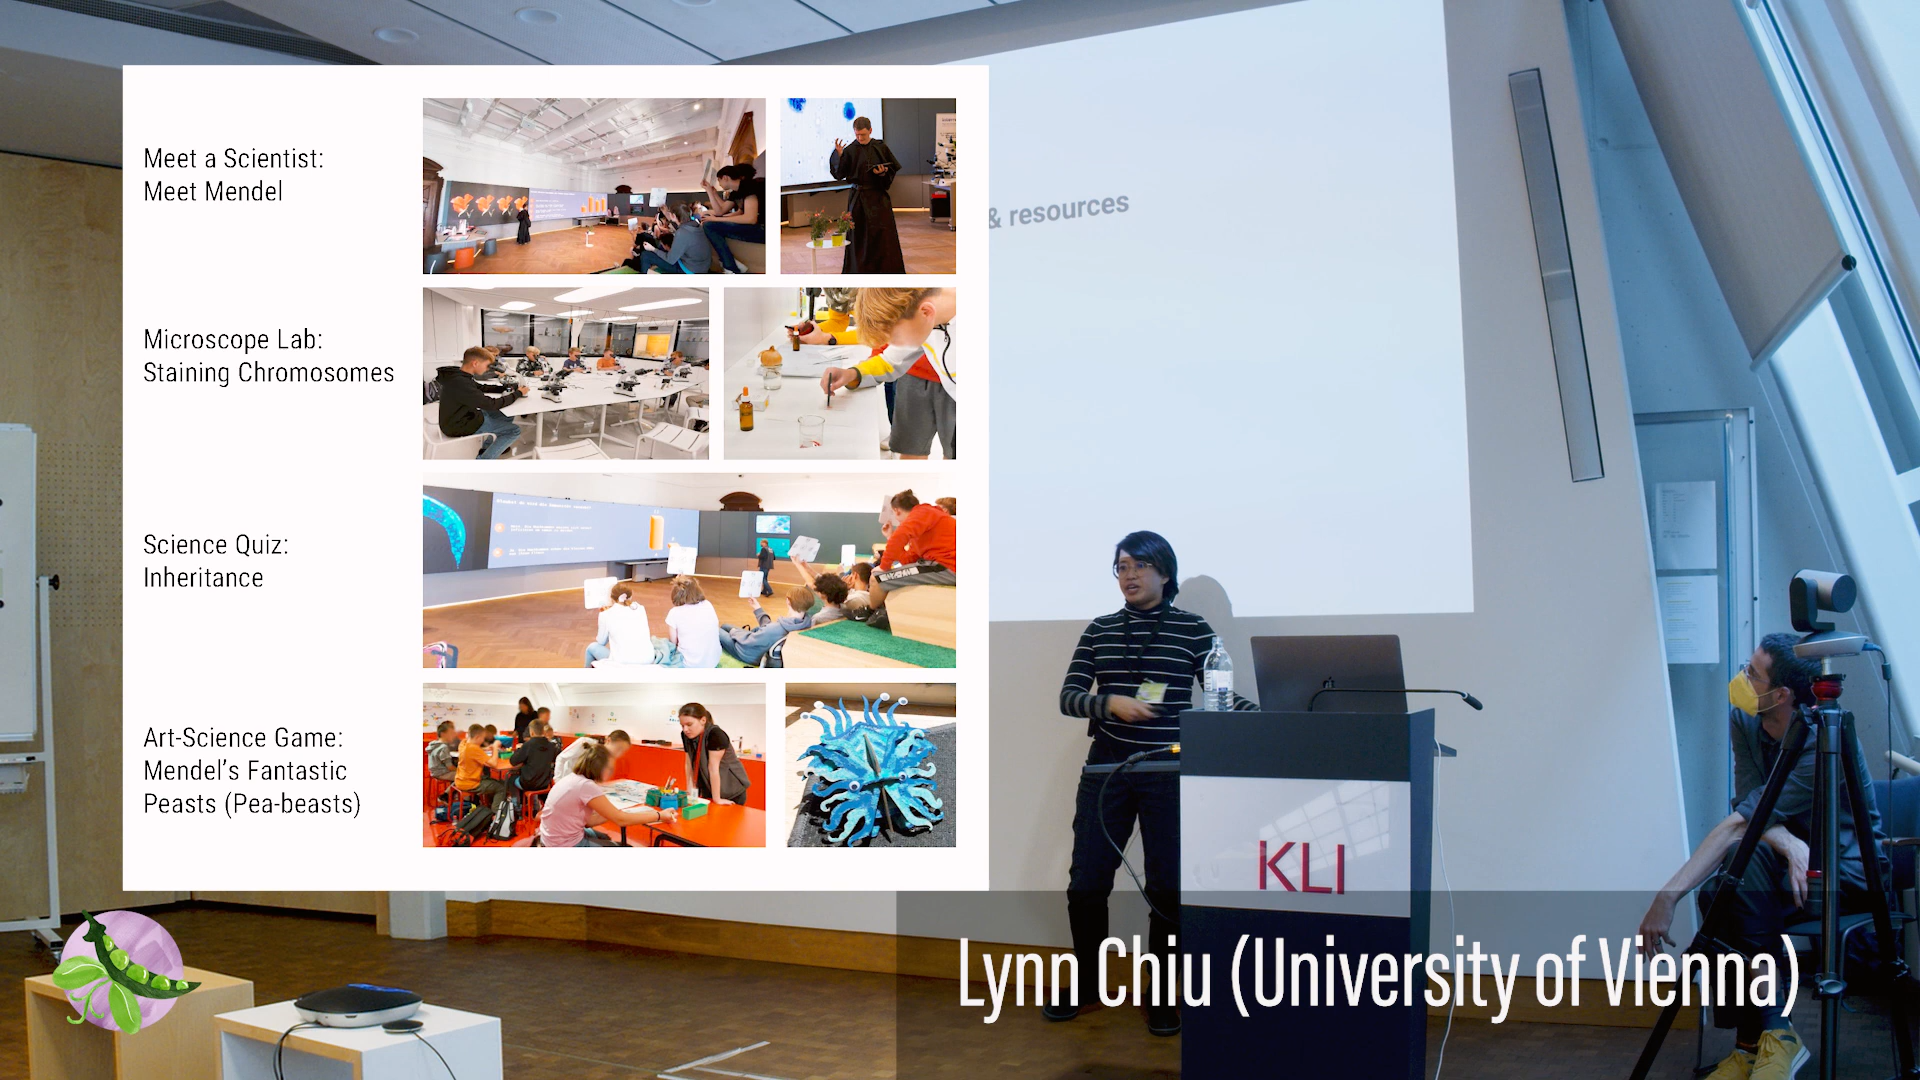 Meet a Scientist:
Meet Mendel
Microscope Lab:
Staining Chromosomes
Science Quiz:
Inheritance
Art-Science Game:
Mendel's Fantastic
Peasts (Pea-beasts)
& resources
KLI
Lynn Chiu (University of Vienna)